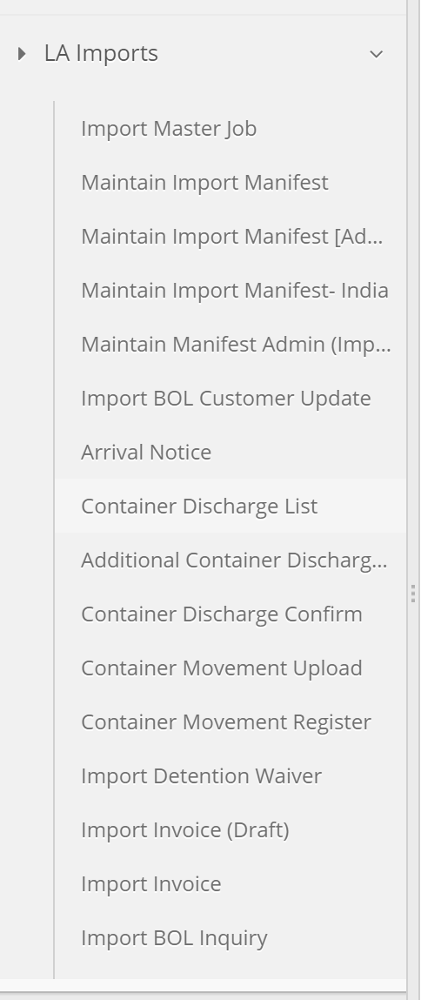 LA Imports
Import Master Job
Maintain Import Manifest
Maintain Import Manifest [Ad...
Maintain Import Manifest- India
Maintain Manifest Admin (Imp...
Import BOL Customer Update
Arrival Notice
Container Discharge List
Additional Container Discharg...
Container Discharge Confirm
Container Movement Upload
Container Movement Register
Import Detention Waiver
Import Invoice (Draft)
Import Invoice
Import BOL Inquiry